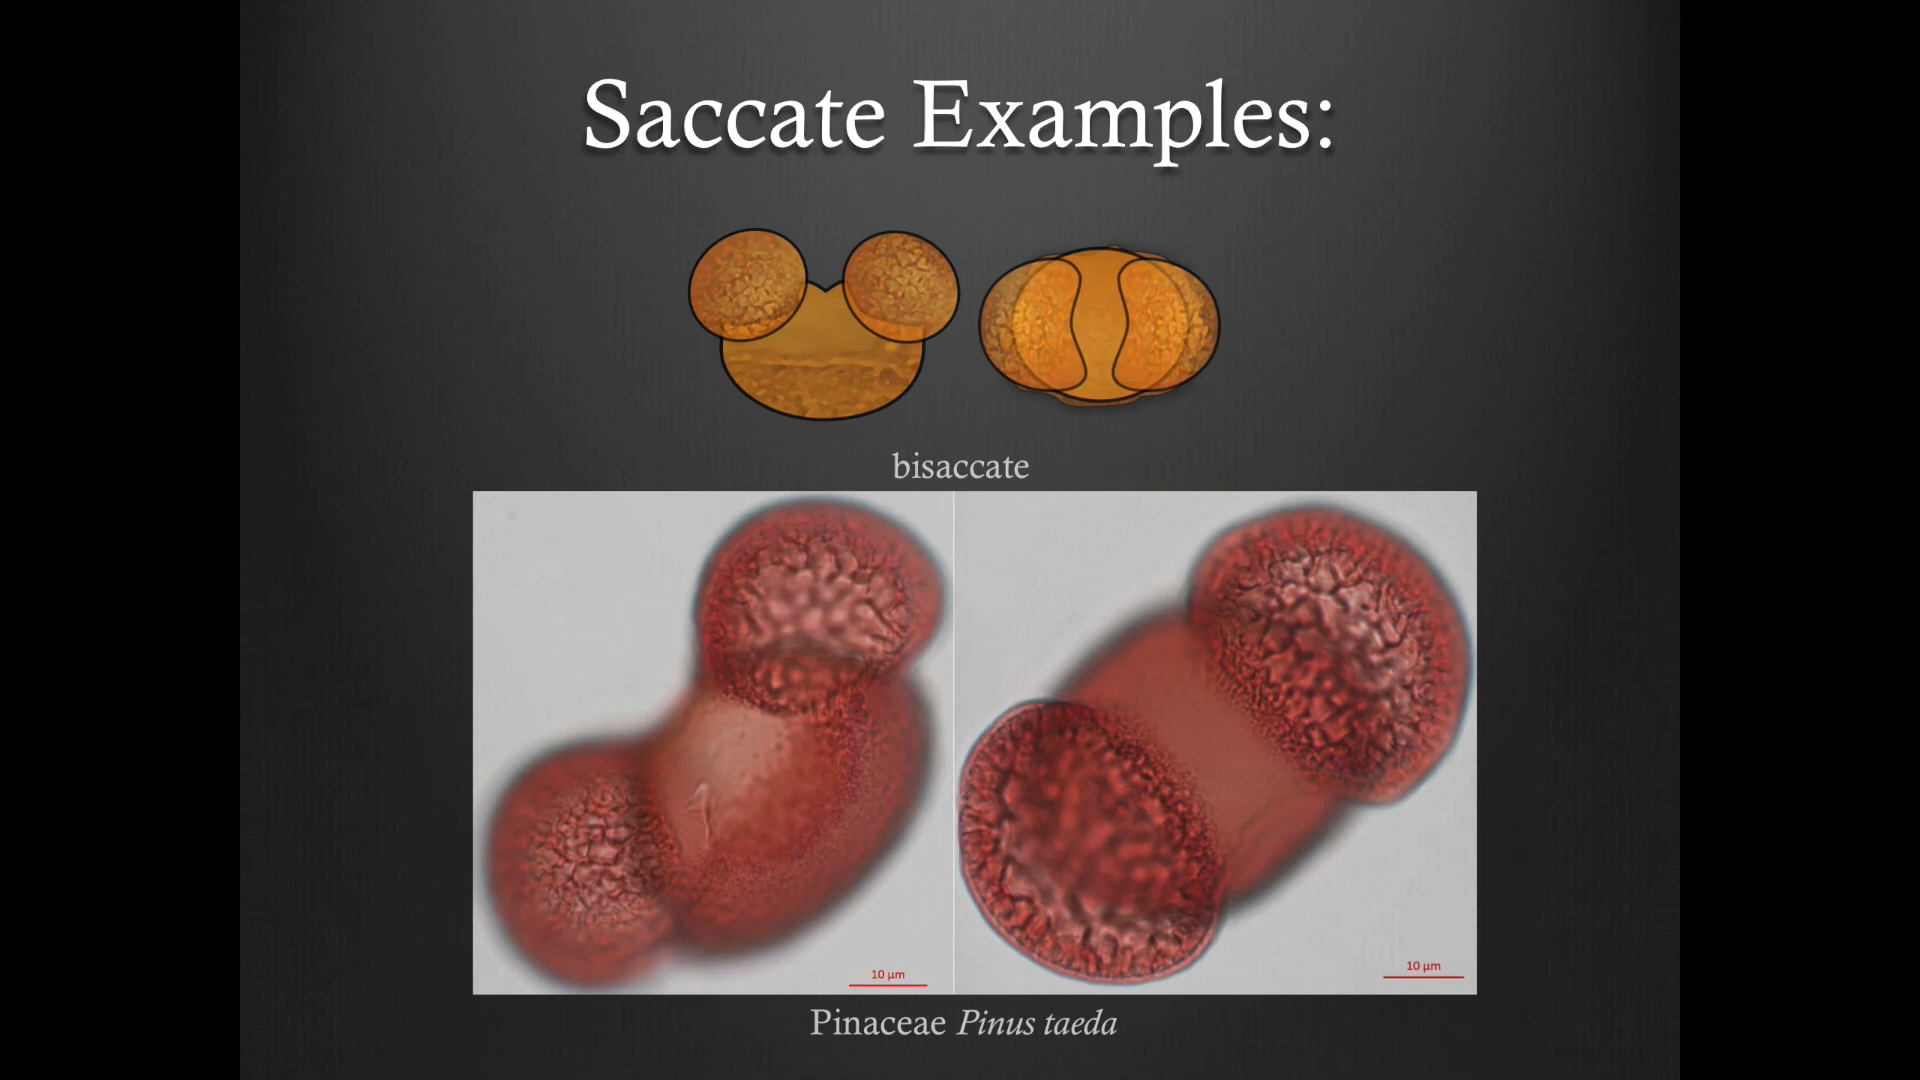 Saccate Examples:
bisaccate
10 µm
10 µm
Pinaceae Pinus taeda